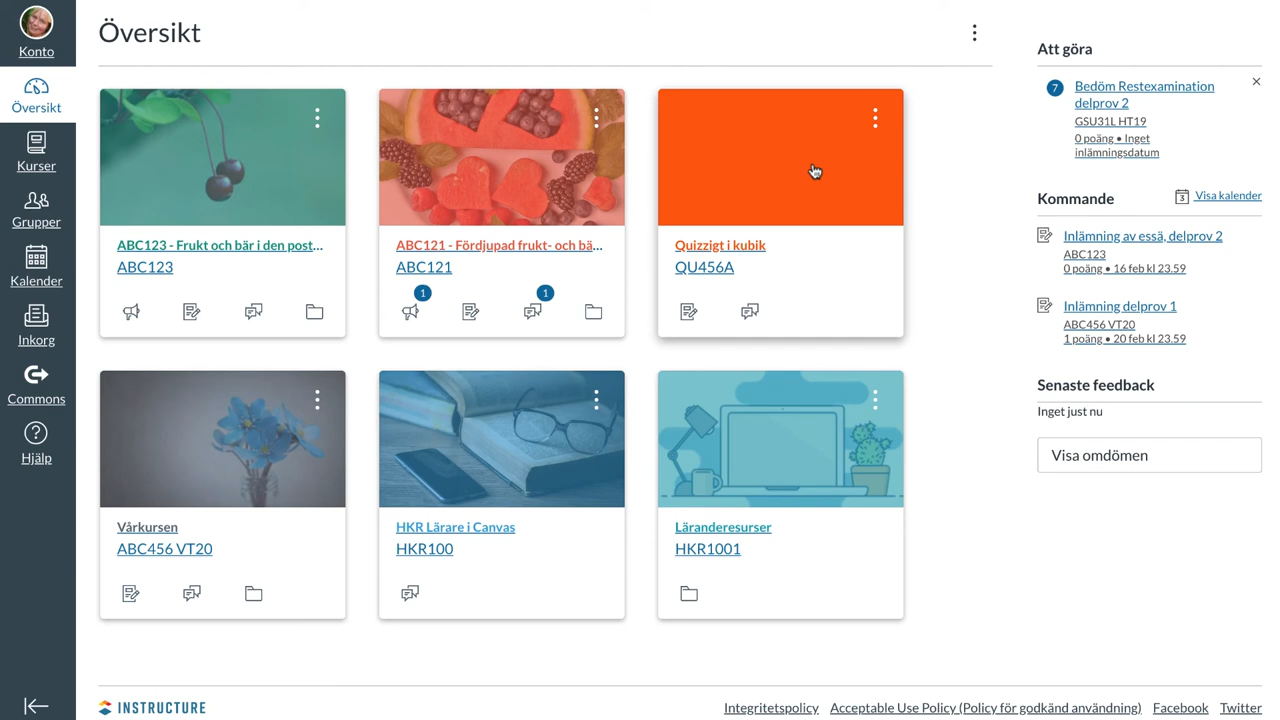 Konto
Översikt
Kurser
Grupper
Kalender
Inkorg
Commons
Hjälp
Översikt
ABC123 - Frukt och bär i den post...
ABC123
ABC121 - Fördjupad frukt- och bä...
ABC121
1
1
Quizzigt i kubik
QU456A
Vårkursen
ABC456 VT20
HKR Lärare i Canvas
HKR100
Läranderesurser
HKR1001
Att göra
7
Bedöm Restexamination
delprov 2
GSU31L HT19
0 poäng • Inget
inlämningsdatum
Kommande
3
Visa kalender
Inlämning av essä, delprov 2
ABC123
0 poäng • 16 feb kl 23.59
Inlämning delprov 1
ABC456 VT20
1 poäng • 20 feb kl 23.59
Senaste feedback
Inget just nu
Visa omdömen
INSTRUCTURE
Integritetspolicy
Acceptable Use Policy (Policy för godkänd användning)
Facebook
Twitter